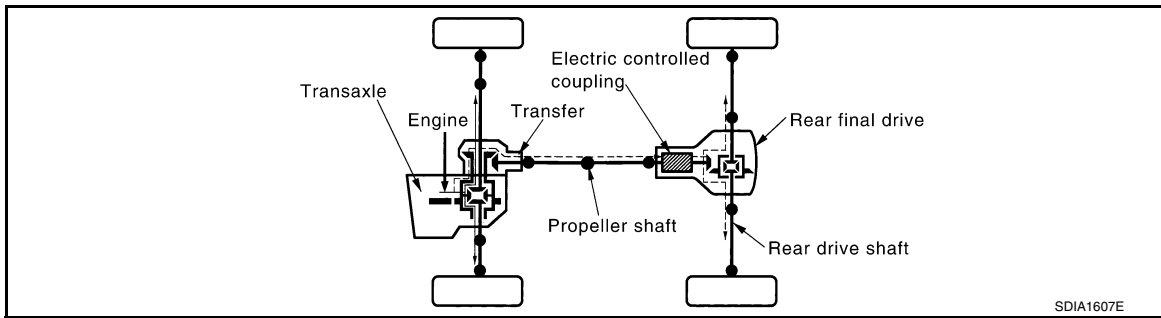 Electric controlled
coupling
Transaxle
Engine
Transfer
Rear final drive
Propeller shaft
Rear drive shaft
SDIA1607E